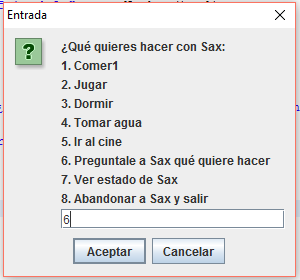 Entrada
¿Qué quieres hacer con Sax:
1. Comer1
2. Jugar
3. Dormir
4. Tomar agua
5. Ir al cine
6. Preguntale a Sax qué quiere hacer
7. Ver estado de Sax
8. Abandonar a Sax y salir
6
Aceptar Cancelar